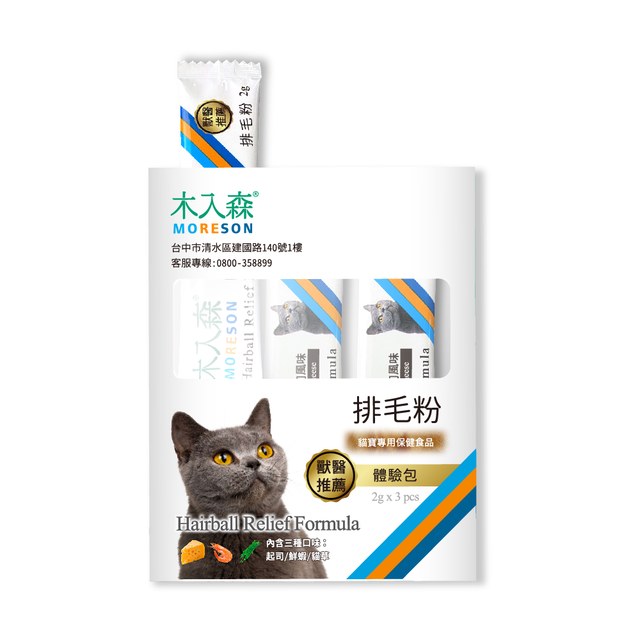 獸醫
推薦
排毛粉 2g
木入森®
MORESON
台中市清水區建國路140號1樓
客服專線:0800-358899
木入森
MORESON
Hairball Relief
風味
eese
mula
風味
eese
mula
排毛粉
貓寶專用保健食品
獸醫
推薦
體驗包
2g x 3 pcs
Hairball Relief Formula
內含三種口味：
起司/鮮蝦/貓草